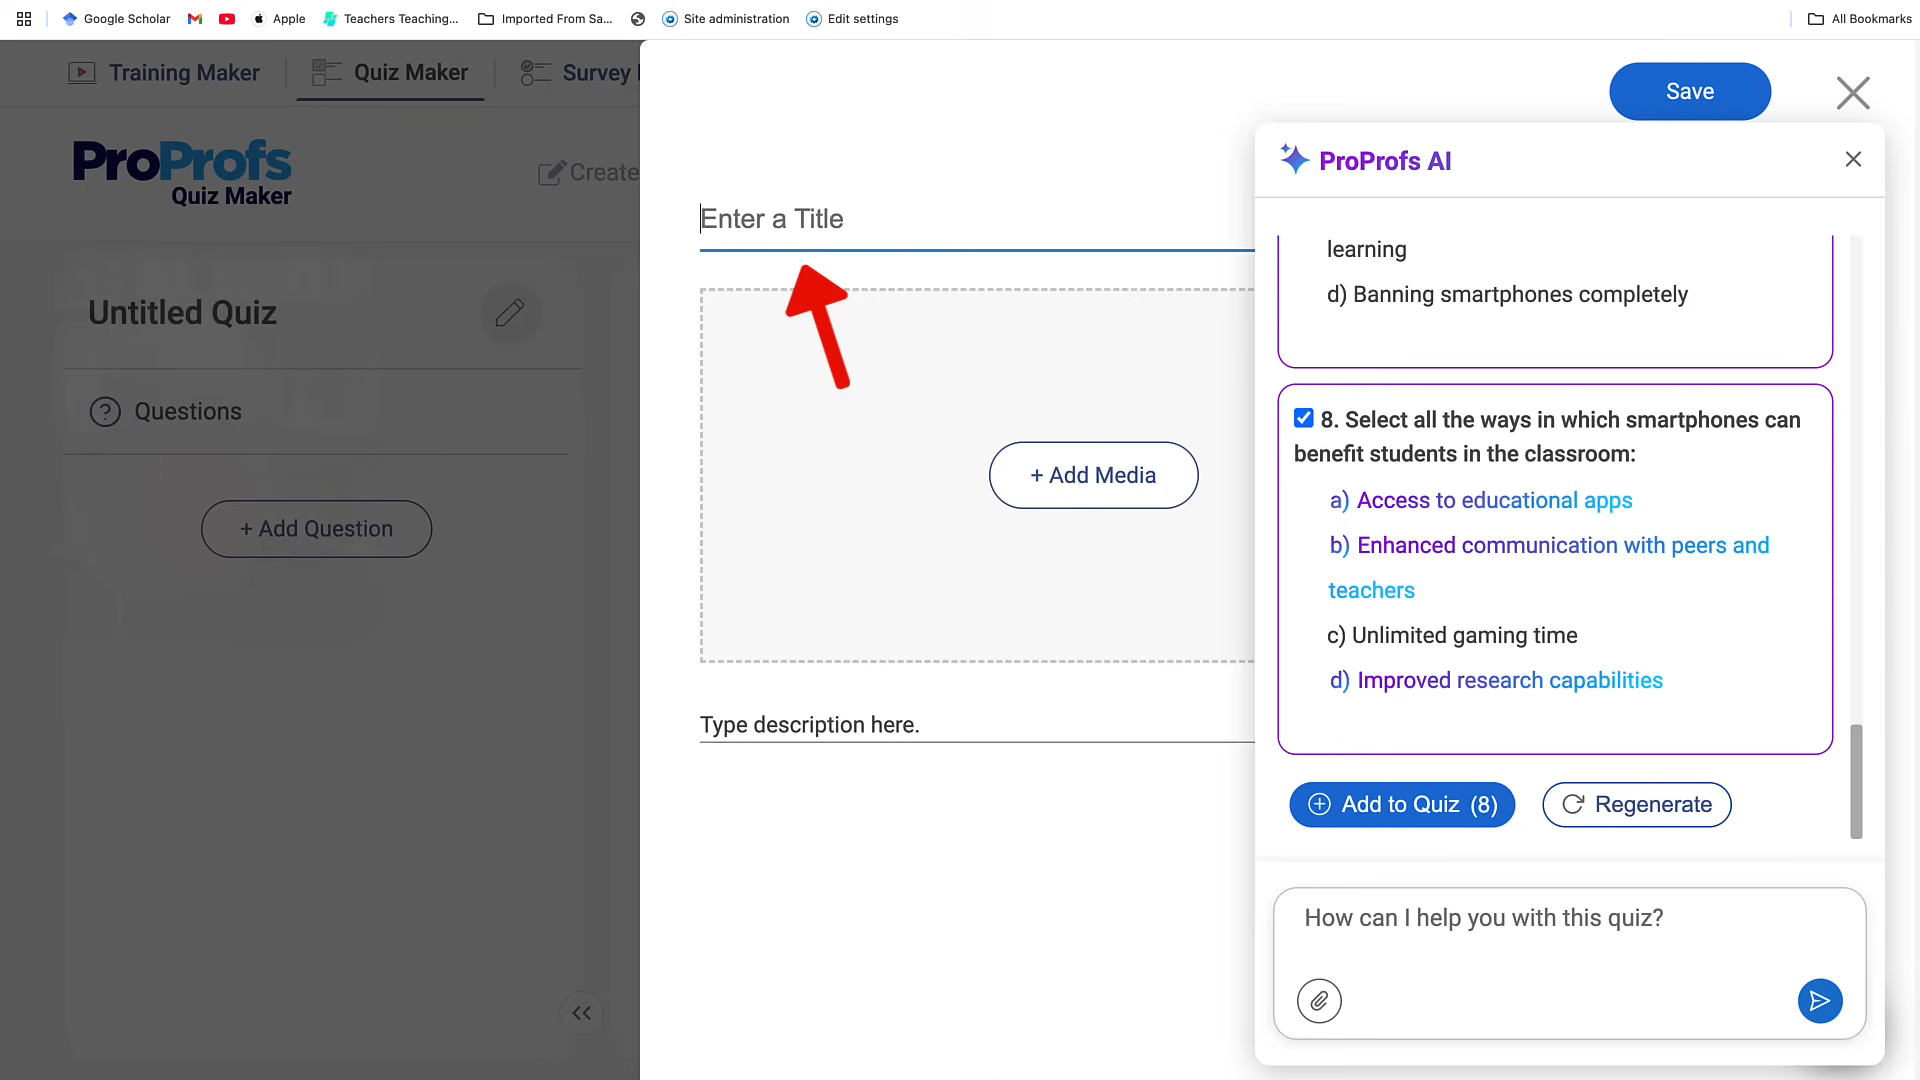 Google Scholar
Apple
Teachers Teaching...
Imported From Sa...
Site administration
Edit settings
All Bookmarks
Training Maker
Quiz Maker
Survey
ProProfs
Quiz Maker
Create
Untitled Quiz
Questions
+ Add Question
Save
Enter a Title
+ Add Media
Type description here.
ProProfs AI
learning
d) Banning smartphones completely
8. Select all the ways in which smartphones can
benefit students in the classroom:
a) Access to educational apps
b) Enhanced communication with peers and
teachers
c) Unlimited gaming time
d) Improved research capabilities
Add to Quiz (8)
Regenerate
How can I help you with this quiz?